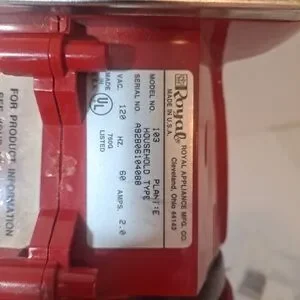 Royal®
MADE IN U.S.A.
ROYAL APPLIANCE MFG. CO.
Cleveland, Ohio 44143
MODEL NO. 103 PLANT:E
HOUSEHOLD TYPE
SERIAL NO.
VAC. 120 HZ. 60 AMPS. 2.0
UL
LISTED
FOR PRODUCT INFORMATION